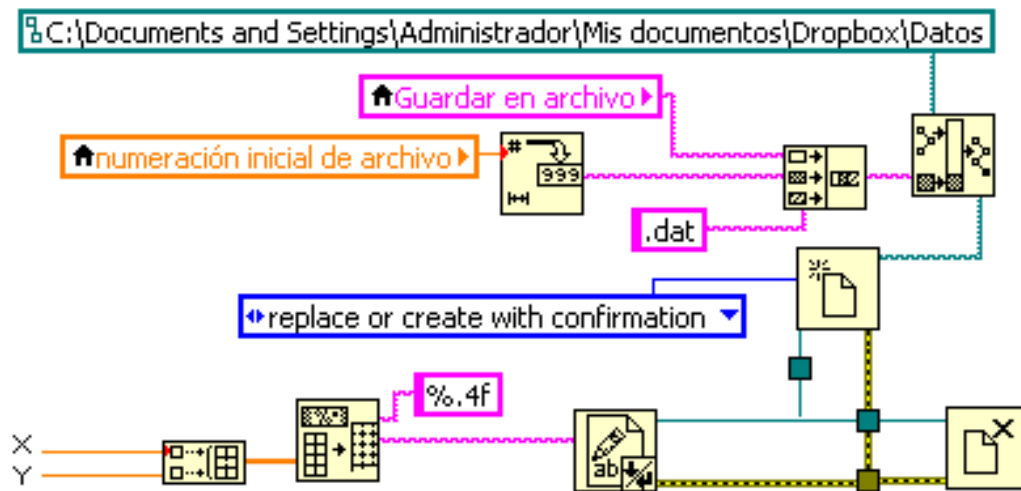 C:\Documents and Settings\Administrador\Mis documentos\Dropbox\Datos
Guardar en archivo
numeración inicial de archivo
#
999
.dat
replace or create with confirmation
%.4f
X
Y
ab